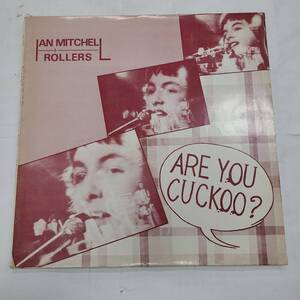 IAN MITCHELL
ROLLERS
ARE YOU
CUCKOO?